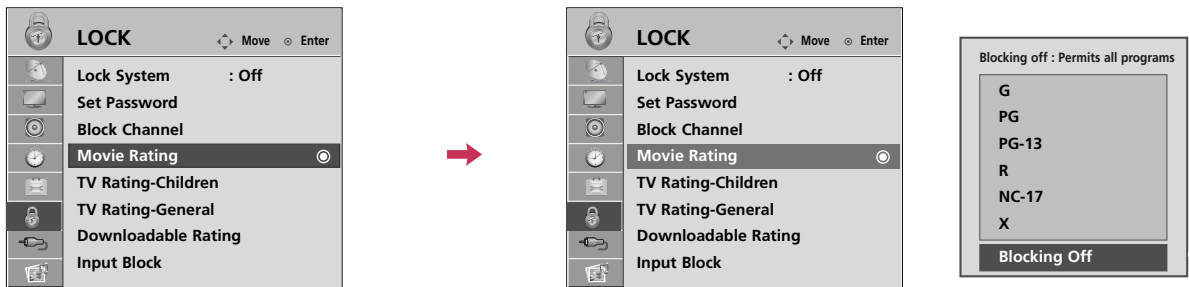 LOCK Move Enter
Lock System : Off
Set Password
Block Channel
Movie Rating
TV Rating-Children
TV Rating-General
Downloadable Rating
Input Block
LOCK Move Enter
Lock System : Off
Set Password
Block Channel
Movie Rating
TV Rating-Children
TV Rating-General
Downloadable Rating
Input Block
Blocking off : Permits all programs
G
PG
PG-13
R
NC-17
X
Blocking Off